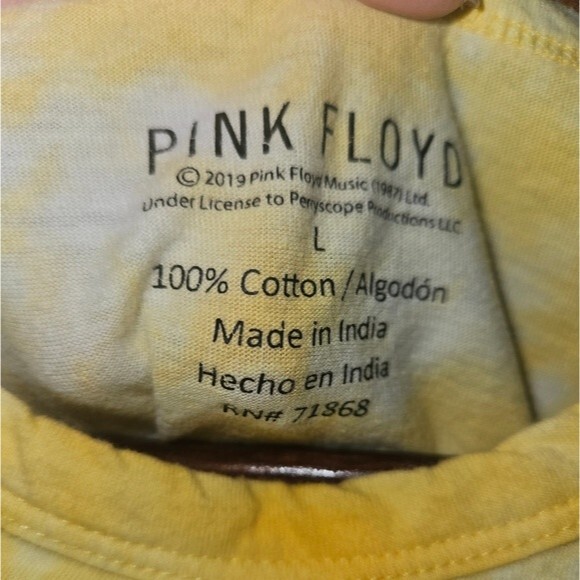 PINK FLOYD
© 2019 Pink Floyd Music (1987) Ltd.
Under License to Perryscope Productions LLC
L
100% Cotton / Algodón
Made in India
Hecho en India
RN# 71868